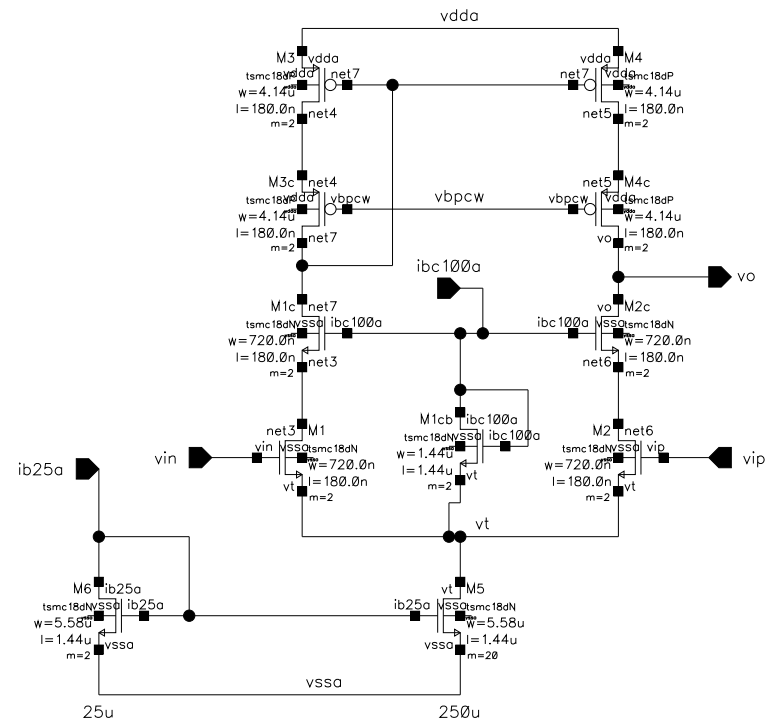 vdda
M3 vdda
tsmc18dP vdda net7
w=4.14u
l=180.0n
m=2 net4
vdda M4
net7 vdda tsmc18dP
w=4.14u
l=180.0n
net5 m=2
M3c net4
tsmc18dP vdda vbpcw
w=4.14u
l=180.0n
m=2 net7
vbpcw
net5 M4c
vbpcw vdda tsmc18dP
w=4.14u
l=180.0n
vo m=2
ibc100a
vo
M1c net7
vssa ibc100a
tsmc18dN
w=720.0n
l=180.0n
m=2 net3
vo M2c
ibc100a vssa tsmc18dN
w=720.0n
l=180.0n
net6 m=2
net3 M1
vin vin vssa tsmc18dN
w=720.0n
l=180.0n
vt m=2
M1cb ibc100a
tsmc18dN vssa ibc100a
w=1.44u
l=1.44u
m=2 vt
M2 net6
tsmc18dN vssa vip vip
w=720.0n
l=180.0n
m=2 vt
ib25a
vt
M6 ib25a
tsmc18dN vssa ib25a
w=5.58u
l=1.44u
m=2 vssa
vt M5
ib25a vssa tsmc18dN
w=5.58u
l=1.44u
vssa m=20
vssa
25u 250u